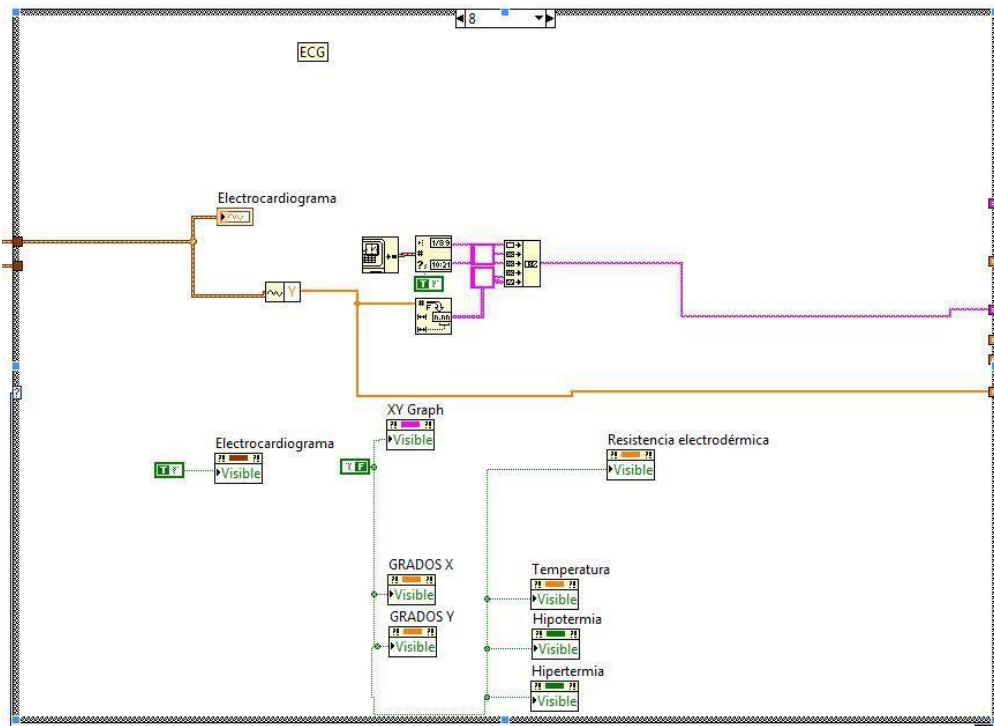 8
ECG
Electrocardiograma
Y
1/89
10:21
T
n.nn
XY Graph
Visible
Electrocardiograma
Visible
T
F
Resistencia electrodérmica
Visible
GRADOS X
Visible
GRADOS Y
Visible
Temperatura
Visible
Hipotermia
Visible
Hipertermia
Visible